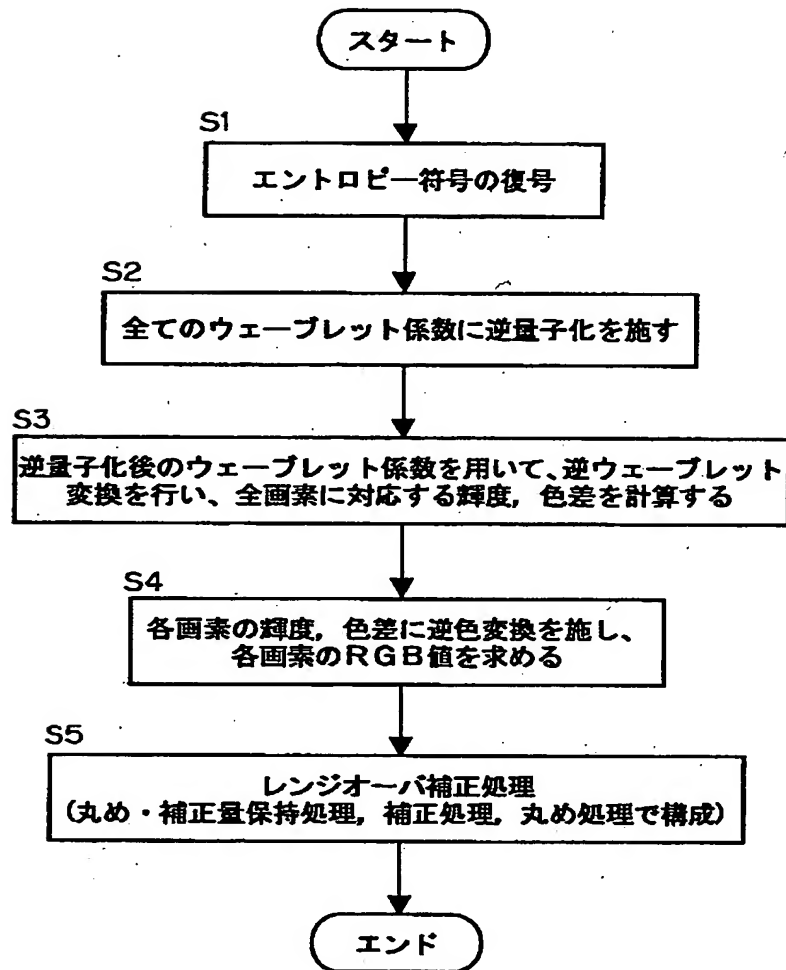 スタート
S1
エントロピー符号の復号
S2
全てのウェーブレット係数に逆量子化を施す
S3
逆量子化後のウェーブレット係数を用いて、逆ウェーブレット
変換を行い、全画素に対応する輝度，色差を計算する
S4
各画素の輝度，色差に逆色変換を施し、
各画素のRGB値を求める
S5
レンジオーバ補正処理
(丸め・補正量保持処理，補正処理，丸め処理で構成)
エンド